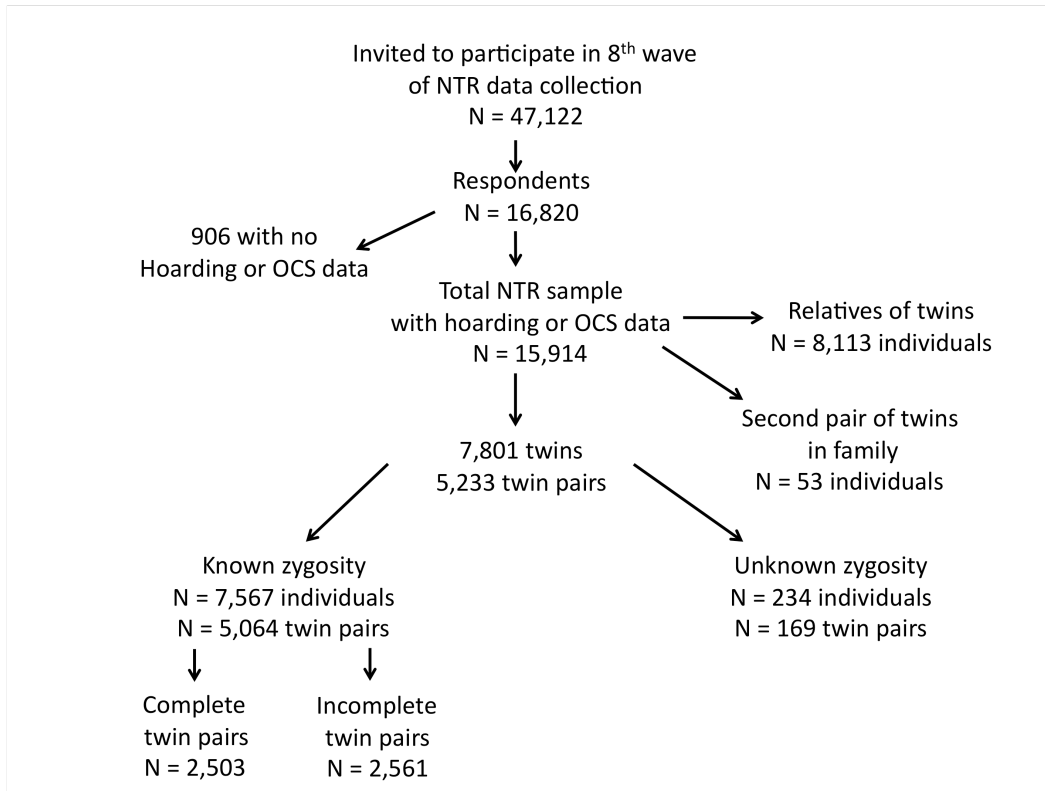 Invited to participate in 8th wave
of NTR data collection
N = 47,122
Respondents
N = 16,820
906 with no
Hoarding or OCS data
Total NTR sample
with hoarding or OCS data
N = 15,914
Relatives of twins
N = 8,113 individuals
Second pair of twins
in family
N = 53 individuals
7,801 twins
5,233 twin pairs
Known zygosity
N = 7,567 individuals
N = 5,064 twin pairs
Unknown zygosity
N = 234 individuals
N = 169 twin pairs
Complete
twin pairs
N = 2,503
Incomplete
twin pairs
N = 2,561